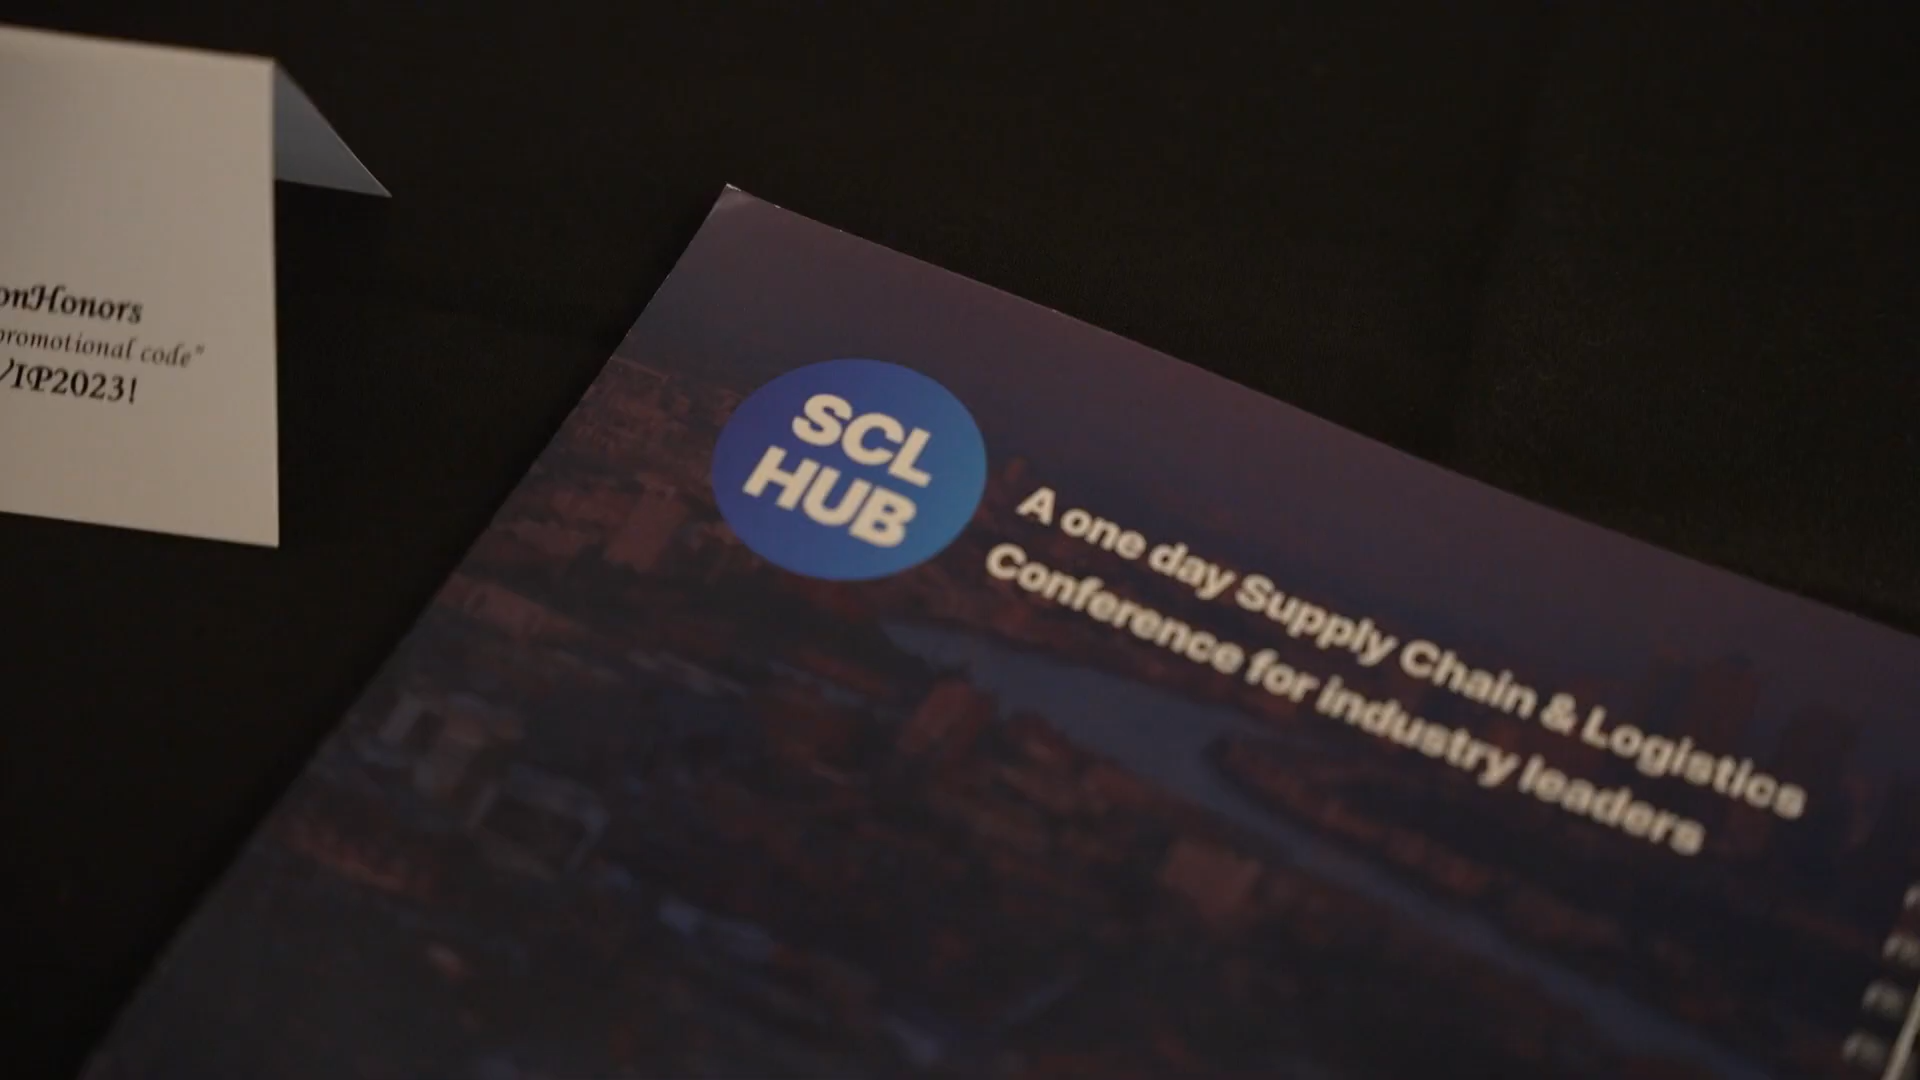 onHonors
promotional code"
VIP2023!
SCL
HUB
A one day Supply Chain & Logistics
Conference for industry leaders